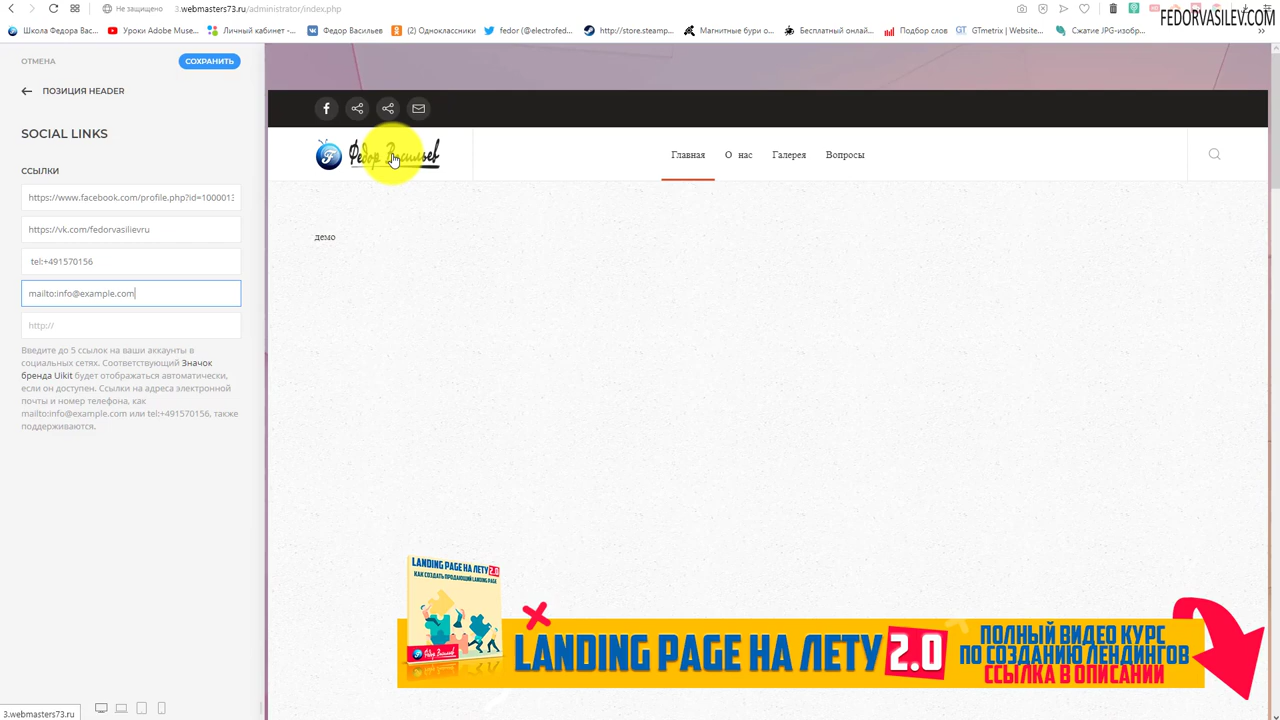 Не защищено
3.webmasters73.ru/administrator/index.php
FEDORVASILEV.COM
Школа Федора Вас...
Уроки Adobe Muse...
Личный кабинет -...
Федор Васильев
(2) Одноклассники
fedor (@electrofed...
http://store.steamp...
Магнитные бури о...
Бесплатный онлай...
Подбор слов
GTmetrix | Website...
Сжатие JPG-изобр...
ОТМЕНА
СОХРАНИТЬ
ПОЗИЦИЯ HEADER
SOCIAL LINKS
ССЫЛКИ
https://www.facebook.com/profile.php?id=1000013
https://vk.com/fedorvasilievru
tel:+491570156
mailto:info@example.com
http://
Введите до 5 ссылок на ваши аккаунты в
социальных сетях. Соответствующий Значок
бренда Uikit будет отображаться автоматически,
если он доступен. Ссылки на адреса электронной
почты и номер телефона, как
mailto:info@example.com или tel:+491570156, также
поддерживаются.
Федор Васильев
Главная
О нас
Галерея
Вопросы
демо
LANDING PAGE НА ЛЕТУ 2.0
КАК СОЗДАТЬ ПРОДАЮЩИЙ LANDING PAGE
Федор Васильев
LANDING PAGE НА ЛЕТУ 2.0
ПОЛНЫЙ ВИДЕО КУРС
ПО СОЗДАНИЮ ЛЕНДИНГОВ
ССЫЛКА В ОПИСАНИИ
3.webmasters73.ru